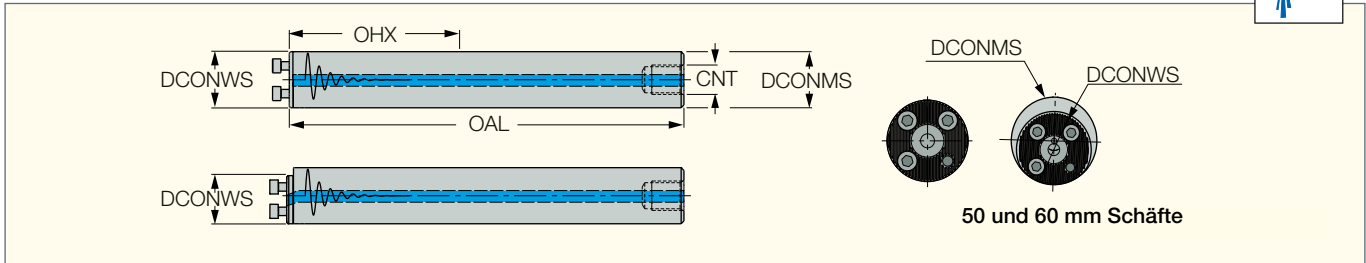 OHX
DCONWS
CNT
DCONMS
OAL
DCONWS
DCONMS
DCONWS
50 und 60 mm Schäfte